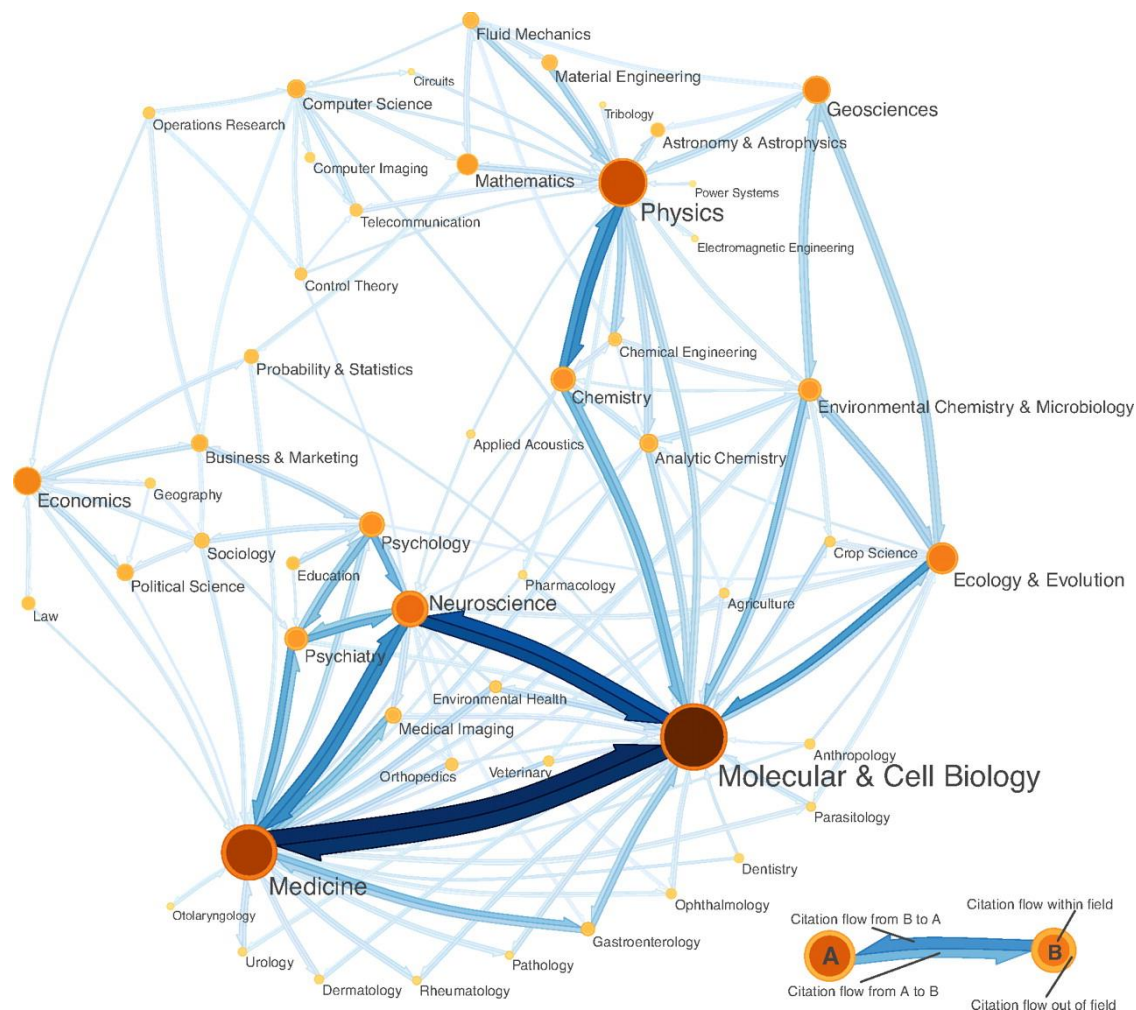 Fluid Mechanics
Material Engineering
Circuits
Computer Science
Geosciences
Tribology
Operations Research
Astronomy & Astrophysics
Computer Imaging
Mathematics
Power Systems
Physics
Telecommunication
Electromagnetic Engineering
Control Theory
Chemical Engineering
Probability & Statistics
Chemistry
Environmental Chemistry & Microbiology
Applied Acoustics
Business & Marketing
Analytic Chemistry
Economics
Geography
Psychology
Sociology
Crop Science
Education
Political Science
Ecology & Evolution
Pharmacology
Neuroscience
Agriculture
Law
Psychiatry
Environmental Health
Medical Imaging
Anthropology
Orthopedics
Veterinary
Molecular & Cell Biology
Parasitology
Dentistry
Medicine
Ophthalmology
Otolaryngology
Gastroenterology
Urology
Pathology
Dermatology
Rheumatology
Citation flow from B to A
Citation flow within field
A
B
Citation flow from A to B
Citation flow out of field